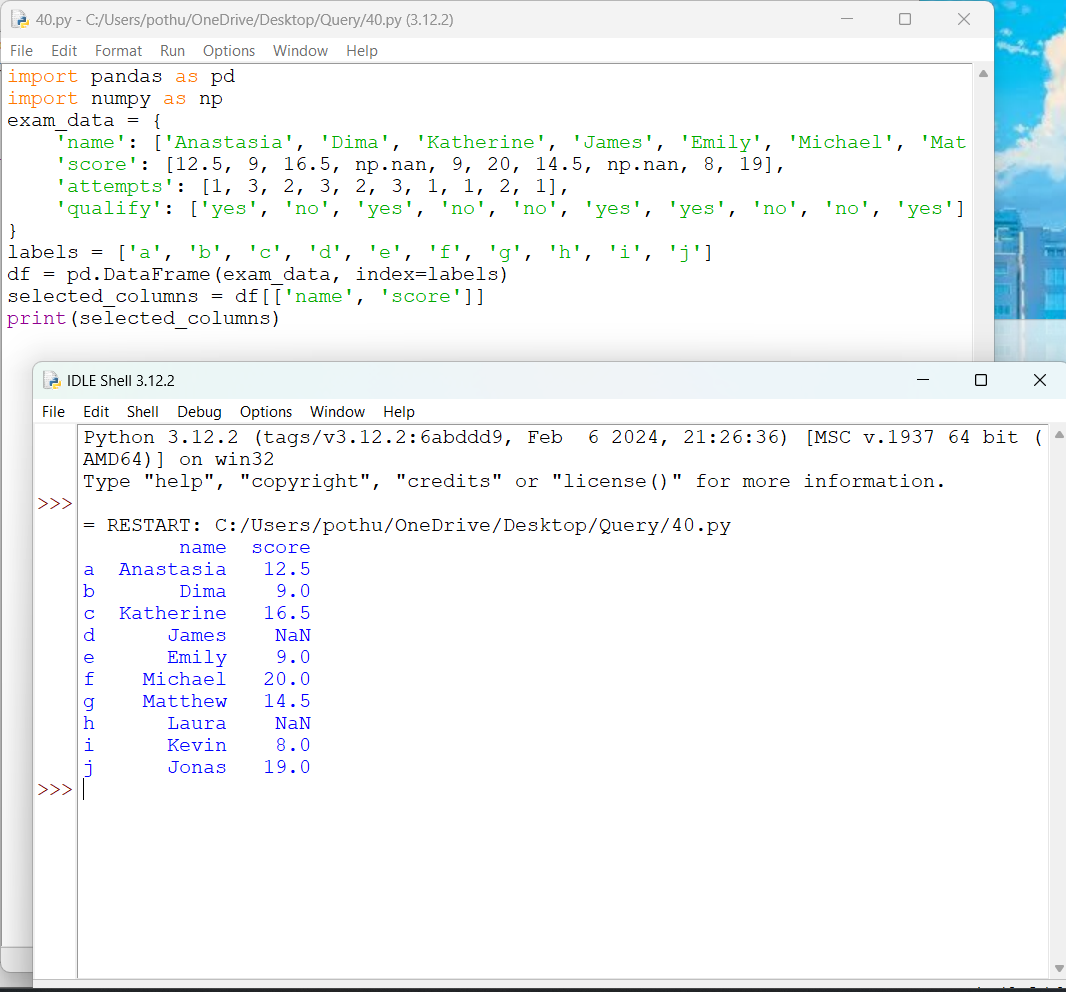 40.py - C:/Users/pothu/OneDrive/Desktop/Query/40.py (3.12.2)
File Edit Format Run Options Window Help
import pandas as pd
import numpy as np
exam_data = {
    'name': ['Anastasia', 'Dima', 'Katherine', 'James', 'Emily', 'Michael', 'Mat
    'score': [12.5, 9, 16.5, np.nan, 9, 20, 14.5, np.nan, 8, 19],
    'attempts': [1, 3, 2, 3, 2, 3, 1, 1, 2, 1],
    'qualify': ['yes', 'no', 'yes', 'no', 'no', 'yes', 'yes', 'no', 'no', 'yes']
}
labels = ['a', 'b', 'c', 'd', 'e', 'f', 'g', 'h', 'i', 'j']
df = pd.DataFrame(exam_data, index=labels)
selected_columns = df[['name', 'score']]
print(selected_columns)
IDLE Shell 3.12.2
File Edit Shell Debug Options Window Help
Python 3.12.2 (tags/v3.12.2:6abddd9, Feb  6 2024, 21:26:36) [MSC v.1937 64 bit (
AMD64)] on win32
Type "help", "copyright", "credits" or "license()" for more information.
>>>
= RESTART: C:/Users/pothu/OneDrive/Desktop/Query/40.py
        name  score
a  Anastasia   12.5
b       Dima    9.0
c  Katherine   16.5
d      James    NaN
e      Emily    9.0
f    Michael   20.0
g    Matthew   14.5
h      Laura    NaN
i      Kevin    8.0
j      Jonas   19.0
>>>